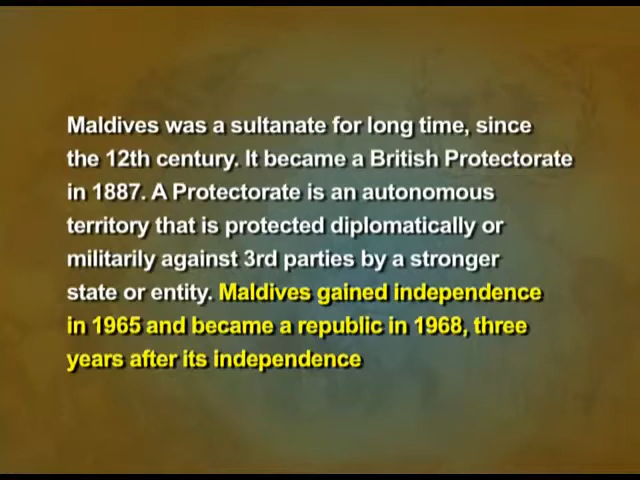 Maldives was a sultanate for long time, since
the 12th century. It became a British Protectorate
in 1887. A Protectorate is an autonomous
territory that is protected diplomatically or
militarily against 3rd parties by a stronger
state or entity. Maldives gained independence
in 1965 and became a republic in 1968, three
years after its independence